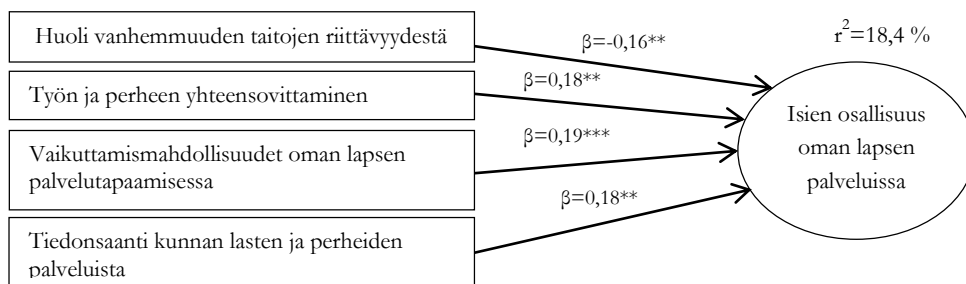 Huoli vanhemmuuden taitojen riittävyydestä
β=-0,16**
r²=18,4 %
Työn ja perheen yhteensovittaminen
β=0,18**
Vaikuttamismahdollisuudet oman lapsen
palvelutapaamisessa
β=0,19***
Tiedonsaanti kunnan lasten ja perheiden
palveluista
β=0,18**
Isien osallisuus
oman lapsen
palveluissa